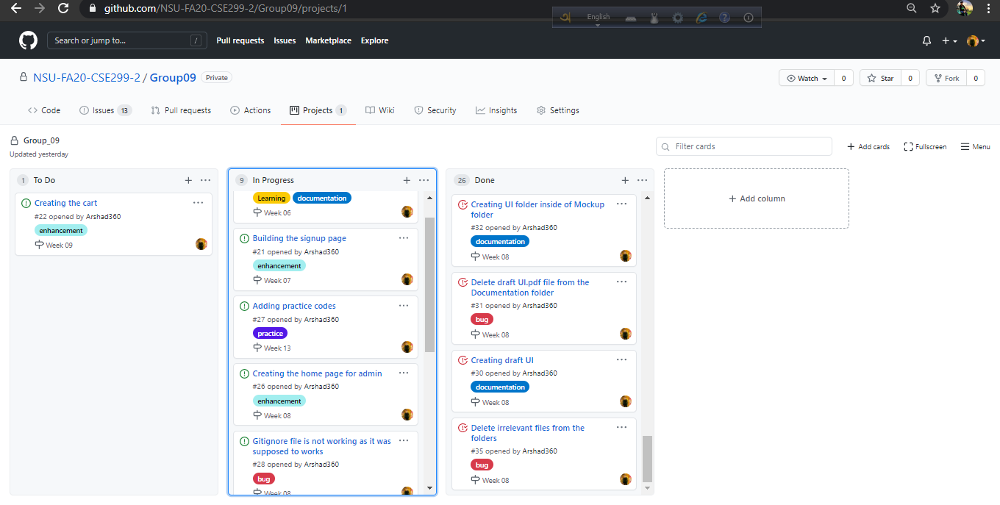 github.com/NSU-FA20-CSE299-2/Group09/projects/1
English
Search or jump to... /
Pull requests Issues Marketplace Explore
NSU-FA20-CSE299-2 / Group09 Private
Watch 0 Star 0 Fork 0
Code Issues 13 Pull requests Actions Projects 1 Wiki Security Insights Settings
Group_09
Updated yesterday
Filter cards
Add cards Fullscreen Menu
1 To Do
Creating the cart
#22 opened by Arshad360
enhancement
Week 09
9 In Progress
Learning documentation
Week 06
Building the signup page
#21 opened by Arshad360
enhancement
Week 07
Adding practice codes
#27 opened by Arshad360
practice
Week 13
Creating the home page for admin
#26 opened by Arshad360
enhancement
Week 08
Gitignore file is not working as it was
supposed to works
#28 opened by Arshad360
bug
Week 08
26 Done
Creating UI folder inside of Mockup
folder
#32 opened by Arshad360
documentation
Week 08
Delete draft UI.pdf file from the
Documentation folder
#31 opened by Arshad360
bug
Week 08
Creating draft UI
#30 opened by Arshad360
documentation
Week 08
Delete irrelevant files from the
folders
#35 opened by Arshad360
bug
Week 08
+ Add column